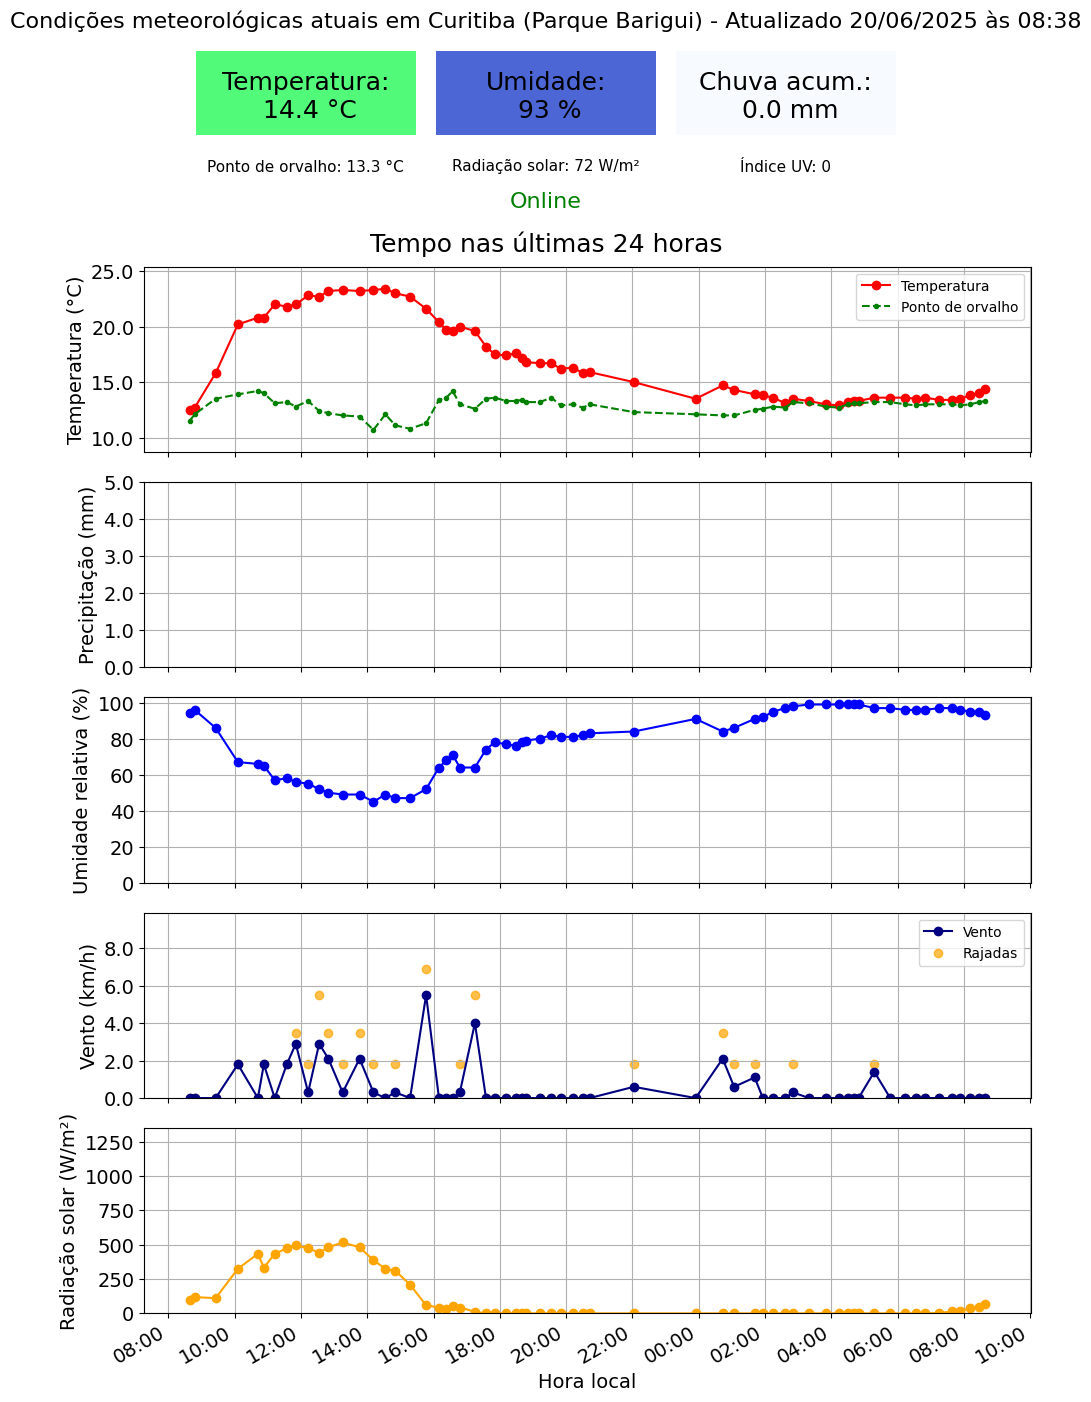 Condições meteorológicas atuais em Curitiba (Parque Barigui) - Atualizado 20/06/2025 às 08:38
Temperatura:
14.4 °C
Umidade:
93 %
Chuva acum.:
0.0 mm
Ponto de orvalho: 13.3 °C
Radiação solar: 72 W/m²
Índice UV: 0
Online
Tempo nas últimas 24 horas
Temperatura (°C)
25.0
20.0
15.0
10.0
Temperatura
Ponto de orvalho
Precipitação (mm)
5.0
4.0
3.0
2.0
1.0
0.0
Umidade relativa (%)
100
80
60
40
20
0
Vento (km/h)
8.0
6.0
4.0
2.0
0.0
Vento
Rajadas
Radiação solar (W/m²)
1250
1000
750
500
250
0
08:00
10:00
12:00
14:00
16:00
18:00
20:00
22:00
00:00
02:00
04:00
06:00
08:00
10:00
Hora local